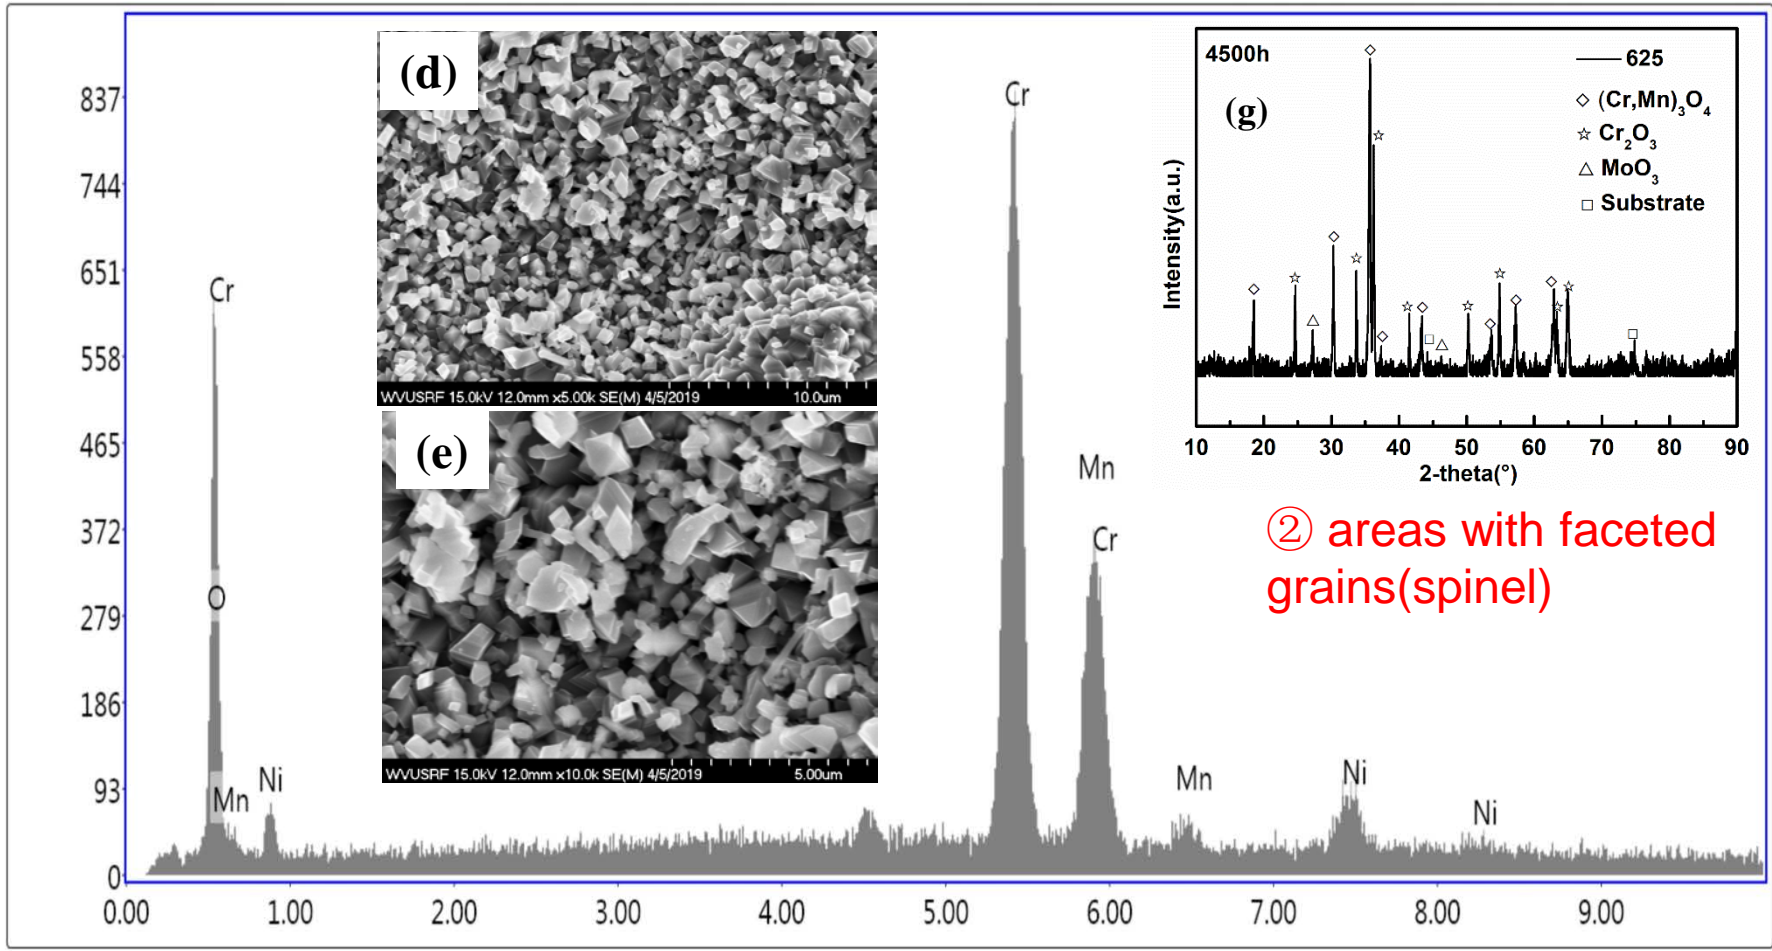 837
744
651
558
465
372
279
186
93
0
0.00 1.00 2.00 3.00 4.00 5.00 6.00 7.00 8.00 9.00
Cr
O
Mn
Ni
Cr
Mn
Cr
Mn
Ni
Ni
(d)
WVUSRF 15.0kV 12.0mm x5.00k SE(M) 4/5/2019 10.0um
(e)
WVUSRF 15.0kV 12.0mm x10.0k SE(M) 4/5/2019 5.00um
4500h
(g)
625
(Cr,Mn)₃O₄
Cr₂O₃
MoO₃
Substrate
Intensity(a.u.)
10 20 30 40 50 60 70 80 90
2-theta(°)
② areas with faceted
grains(spinel)